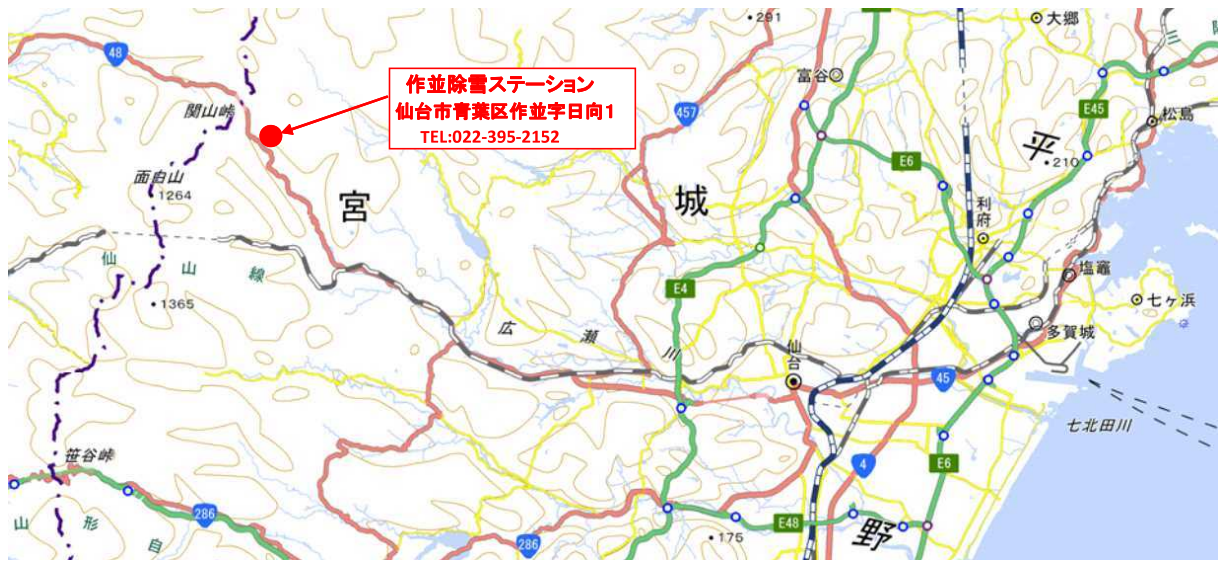 作並除雪ステーション
仙台市青葉区作並字日向1
TEL:022-395-2152
48
関山峠
面白山
1264
1365
仙山線
宮
城
平
野
広瀬川
291
457
富谷
大郷
三
E45
松島
210
E6
利府
塩竈
七ヶ浜
多賀城
E4
仙台
45
七北田川
笹谷峠
286
山形自
286
175
E48
4
E6